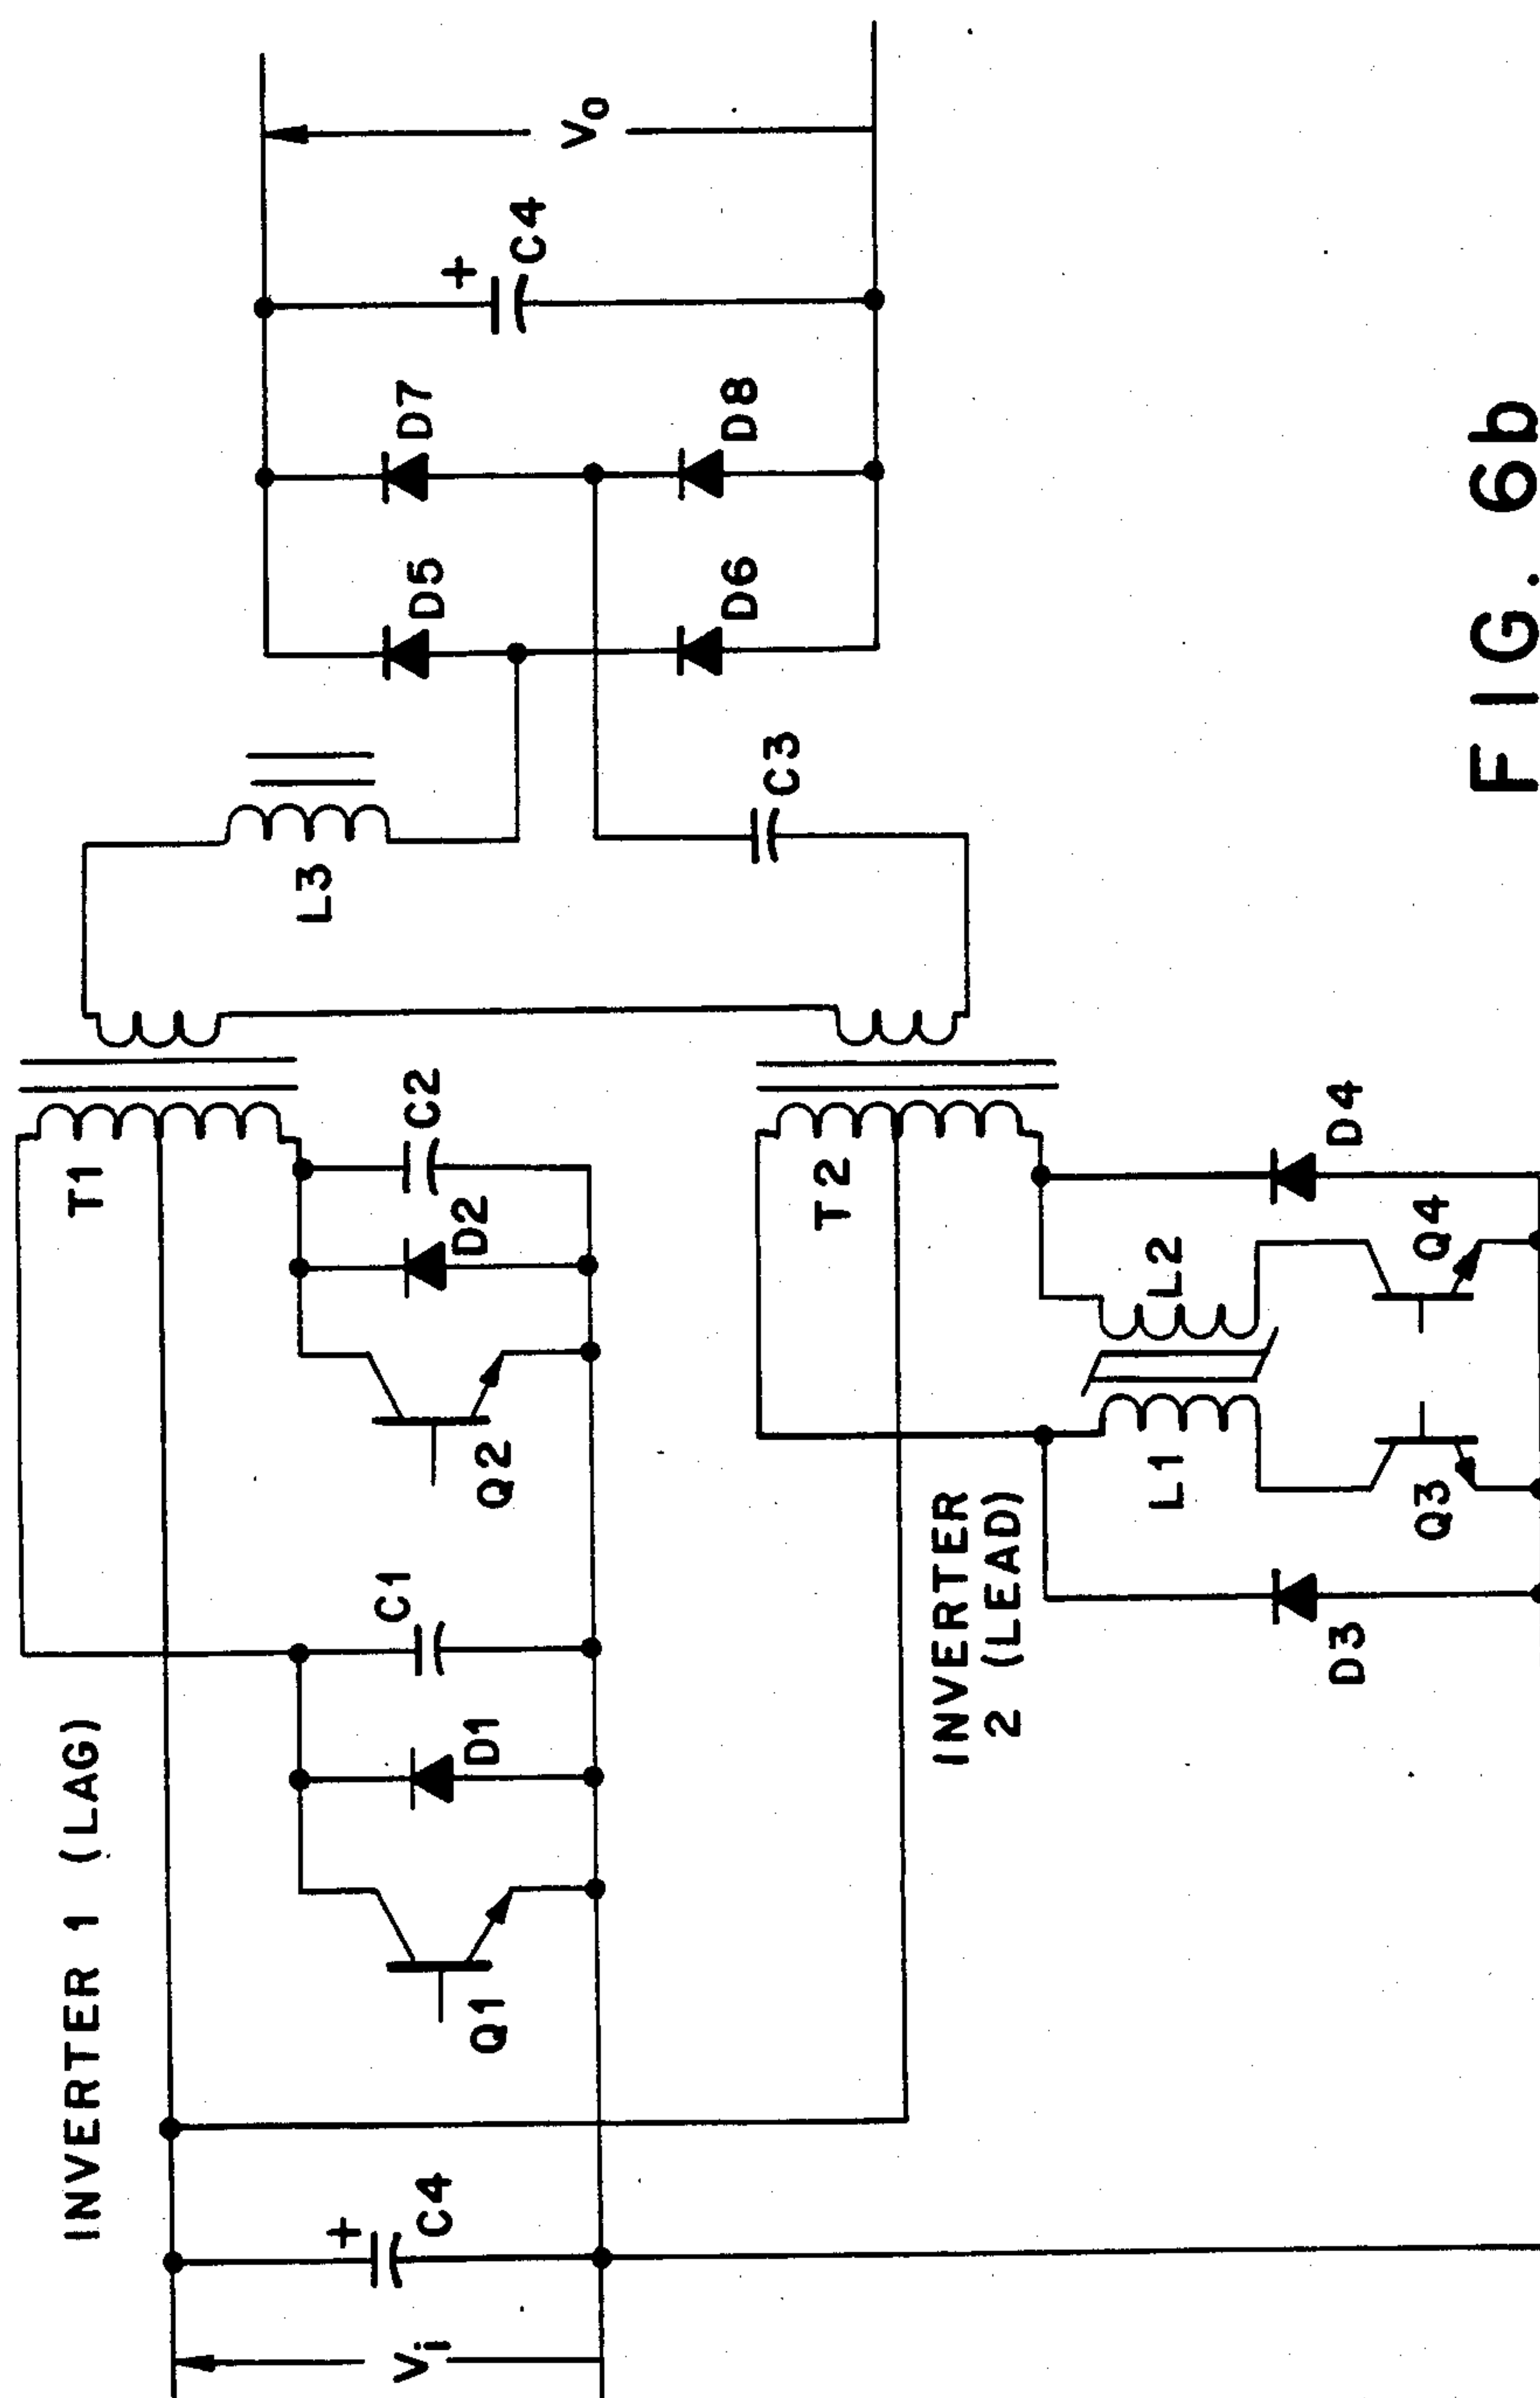 INVERTER 1 (LAG)
T1
L3
Vi
+
C4
Q1
D1
C1
Q2
D2
C2
D5
D7
+
C4
Vo
D6
D8
C3
T2
INVERTER
2 (LEAD)
L1
L2
D3
Q3
Q4
D4
FIG. 6b